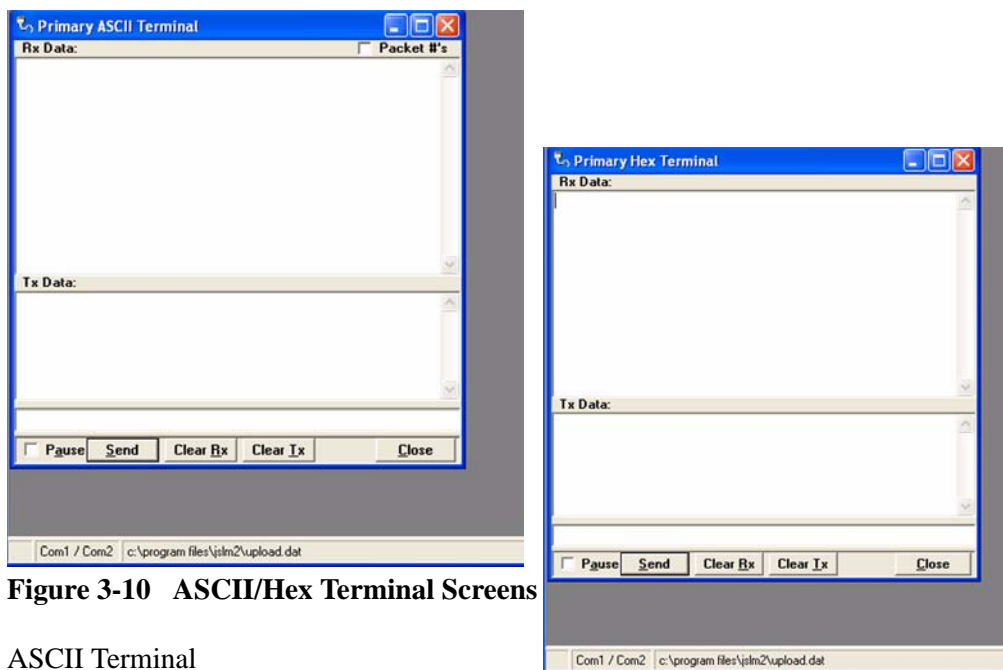 Primary ASCII Terminal
Rx Data: Packet #'s
Tx Data:
Pause Send Clear Rx Clear Tx Close
Com1 / Com2 c:\program files\jslm2\upload.dat
Primary Hex Terminal
Rx Data:
Tx Data:
Pause Send Clear Rx Clear Tx Close
Com1 / Com2 c:\program files\jslm2\upload.dat
Figure 3-10 ASCII/Hex Terminal Screens
ASCII Terminal